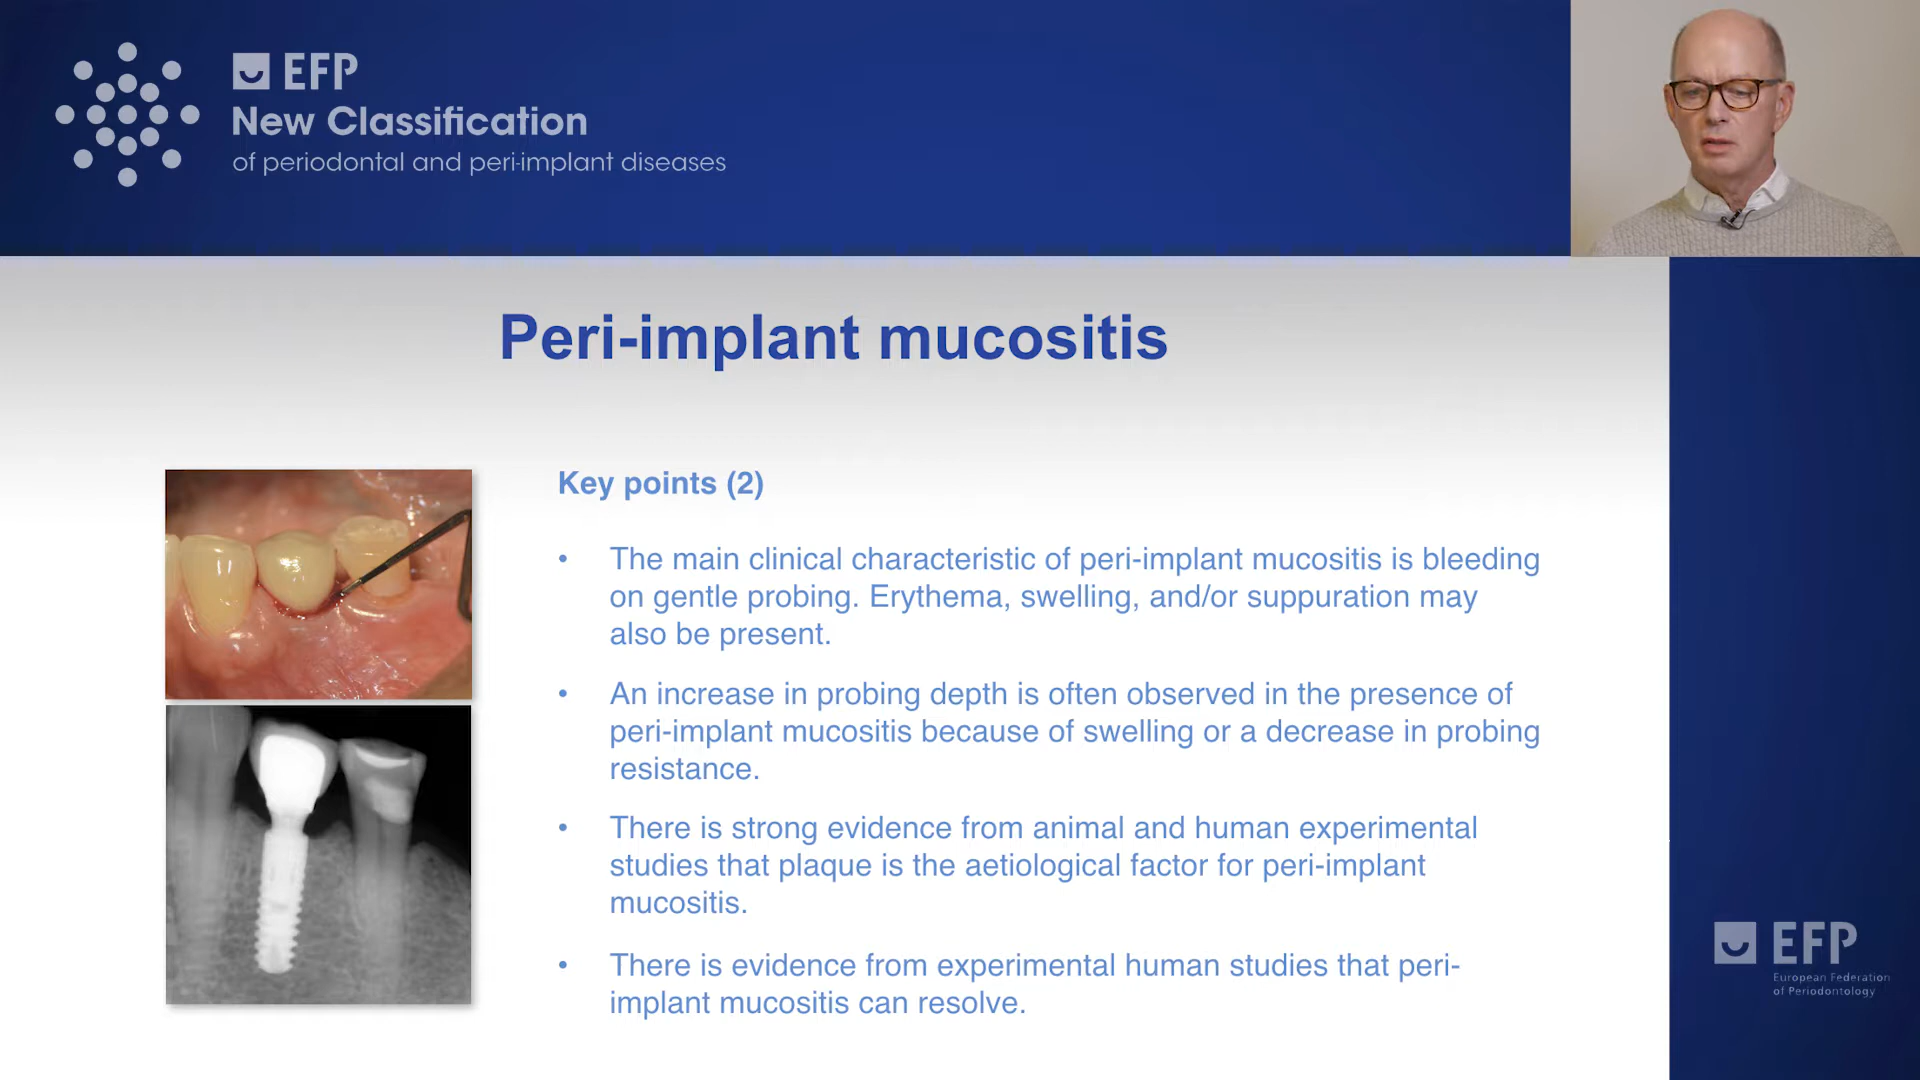 EFP
New Classification
of periodontal and peri-implant diseases
Peri-implant mucositis
Key points (2)
• The main clinical characteristic of peri-implant mucositis is bleeding
on gentle probing. Erythema, swelling, and/or suppuration may
also be present.
• An increase in probing depth is often observed in the presence of
peri-implant mucositis because of swelling or a decrease in probing
resistance.
• There is strong evidence from animal and human experimental
studies that plaque is the aetiological factor for peri-implant
mucositis.
• There is evidence from experimental human studies that peri-
implant mucositis can resolve.
EFP
European Federation
of Periodontology